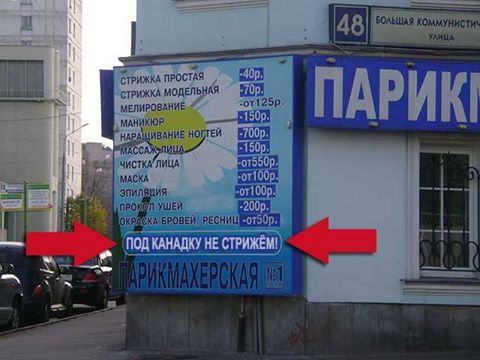 48
БОЛЬШАЯ КОММУНИСТИЧ
УЛИЦА
СТРИЖКА ПРОСТАЯ -40р.
СТРИЖКА МОДЕЛЬНАЯ -70р.
МЕЛИРОВАНИЕ -от125р.
МАНИКЮР -150р.
НАРАЩИВАНИЕ НОГТЕЙ -700р.
МАССАЖ ЛИЦА -150р.
ЧИСТКА ЛИЦА -от550р.
МАСКА -от100р.
ЭПИЛЯЦИЯ -от100р.
ПРОКОЛ УШЕЙ -200р.
ОКРАСКА БРОВЕЙ, РЕСНИЦ -от50р.
ПОД КАНАДКУ НЕ СТРИЖЁМ!
ПАРИКМАХЕРСКАЯ №1
ПАРИКМ